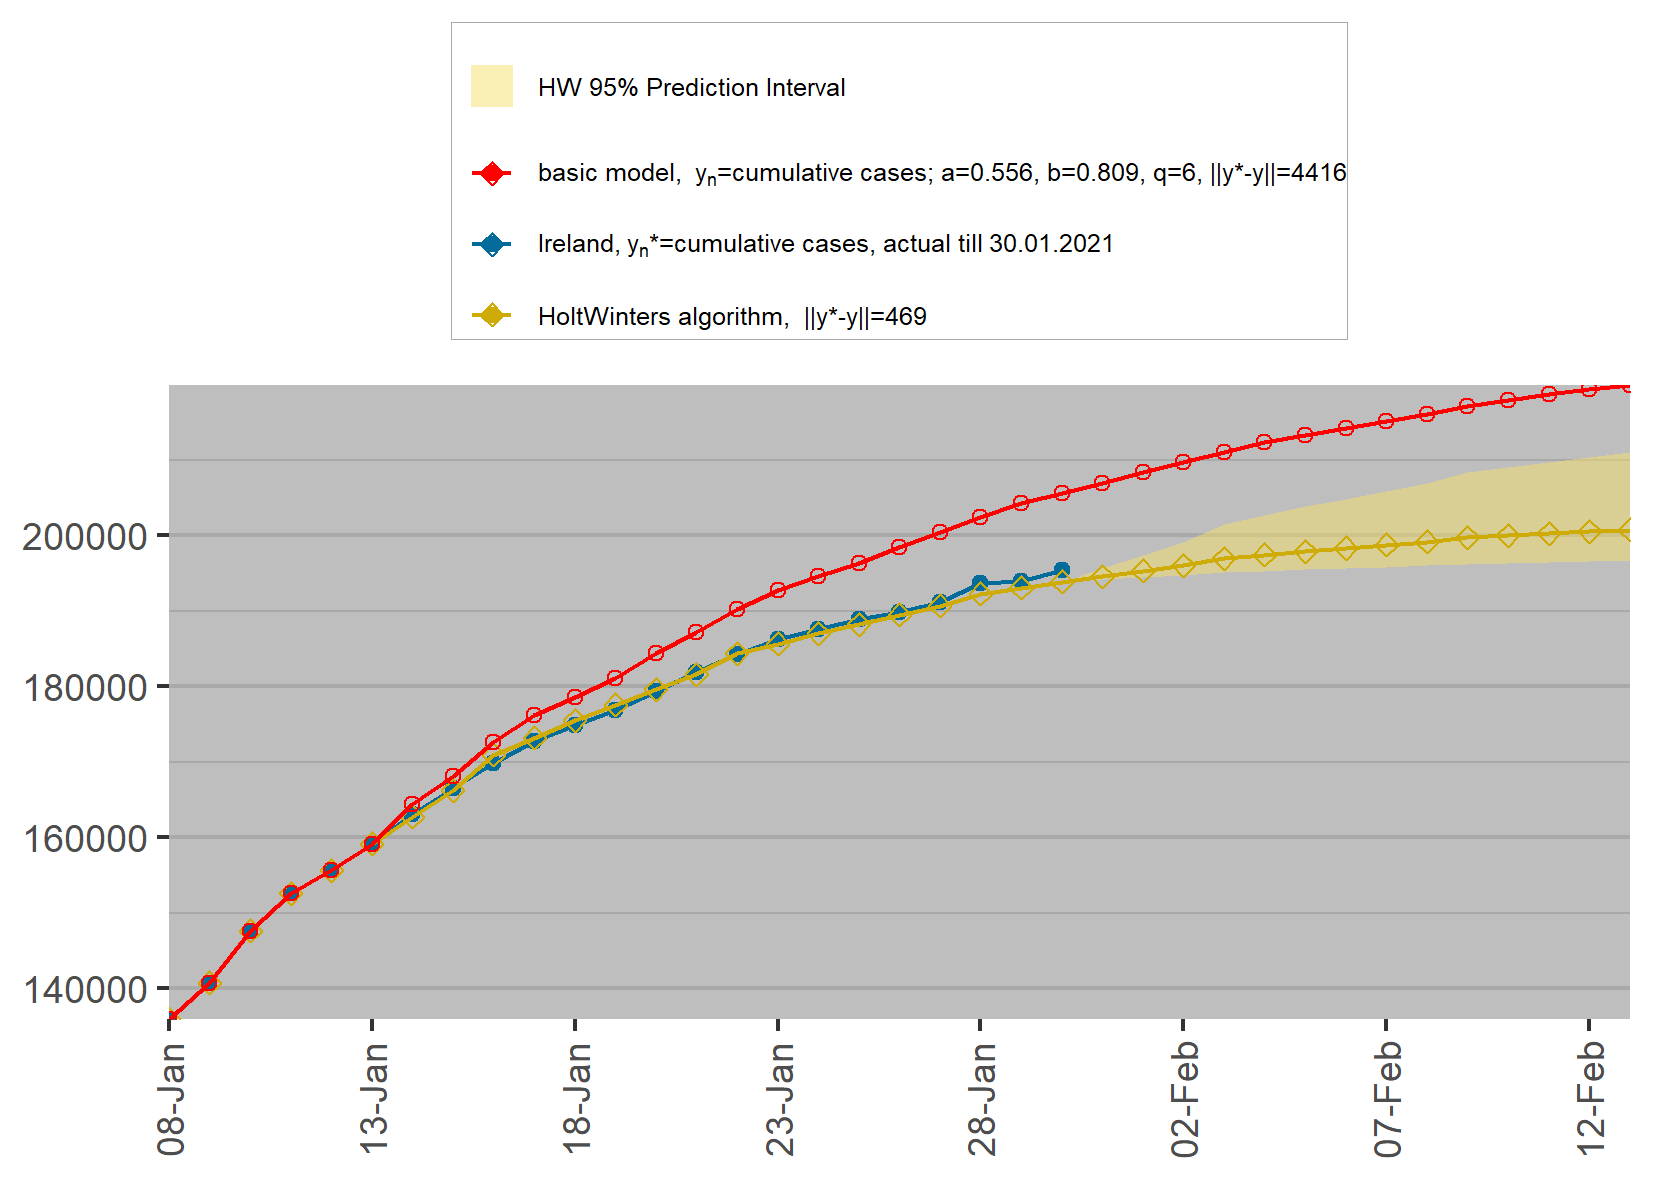 HW 95% Prediction Interval
basic model,  yₙ=cumulative cases; a=0.556, b=0.809, q=6, ||y*-y||=4416
Ireland, yₙ*=cumulative cases, actual till 30.01.2021
HoltWinters algorithm,  ||y*-y||=469
200000
180000
160000
140000
08-Jan
13-Jan
18-Jan
23-Jan
28-Jan
02-Feb
07-Feb
12-Feb